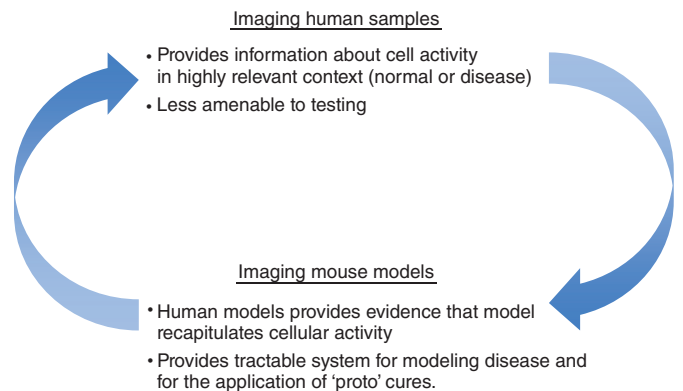 Imaging human samples
• Provides information about cell activity
in highly relevant context (normal or disease)
• Less amenable to testing
Imaging mouse models
• Human models provides evidence that model
recapitulates cellular activity
• Provides tractable system for modeling disease and
for the application of ‘proto’ cures.